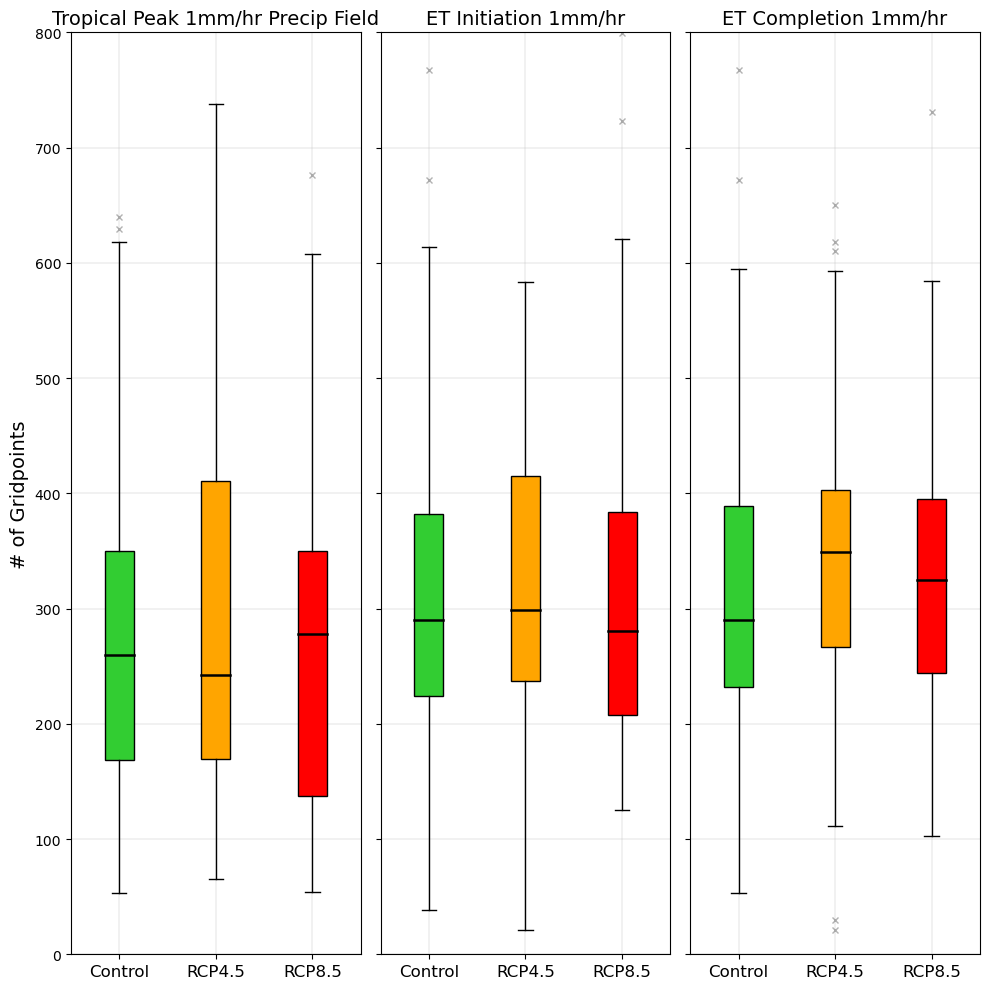 Tropical Peak 1mm/hr Precip Field
ET Initiation 1mm/hr
ET Completion 1mm/hr
# of Gridpoints
800
700
600
500
400
300
200
100
0
Control RCP4.5 RCP8.5
Control RCP4.5 RCP8.5
Control RCP4.5 RCP8.5